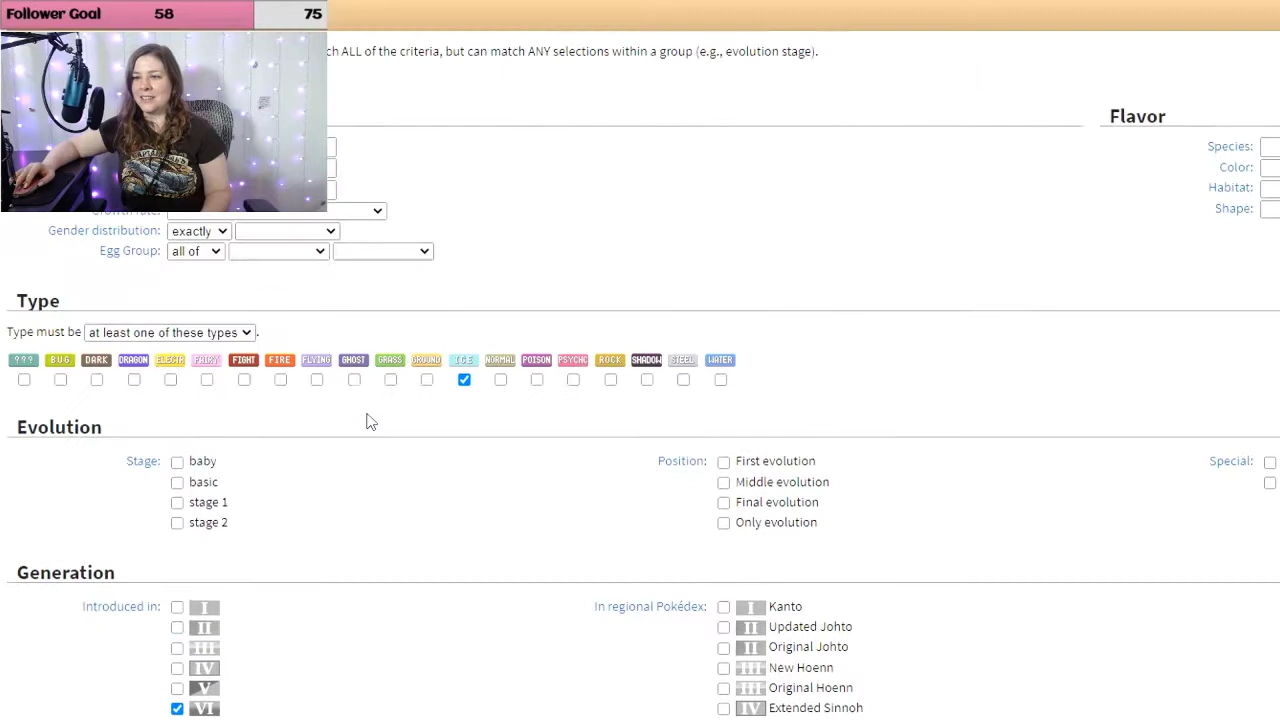 Follower Goal 58 75
ch ALL of the criteria, but can match ANY selections within a group (e.g., evolution stage).
Flavor
Species:
Color:
Habitat:
Shape:
Growth rate:
Gender distribution: exactly
Egg Group: all of
Type
Type must be at least one of these types .
??? BUG DARK DRAGON ELECTR FAIRY FIGHT FIRE FLYING GHOST GRASS GROUND ICE NORMAL POISON PSYCHC ROCK SHADOW STEEL WATER
Evolution
Stage: baby
basic
stage 1
stage 2
Position: First evolution
Middle evolution
Final evolution
Only evolution
Special:
Generation
Introduced in: I
II
III
IV
V
VI
In regional Pokédex: I Kanto
II Updated Johto
II Original Johto
III New Hoenn
III Original Hoenn
IV Extended Sinnoh